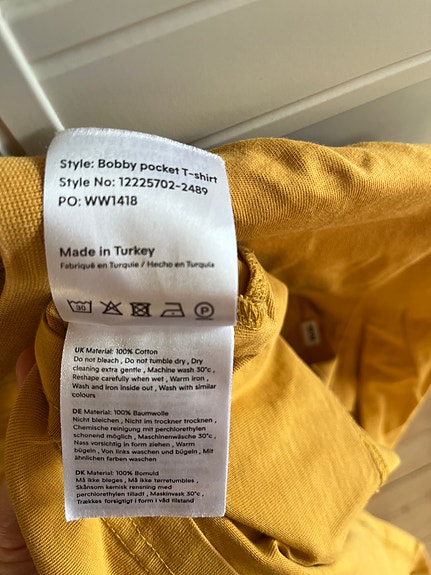 Style: Bobby pocket T-shirt
Style No: 12225702-2489
PO: WW1418
Made in Turkey
Fabriqué en Turquie / Hecho en Turquía
30
P
UK Material: 100% Cotton
Do not bleach , Do not tumble dry , Dry
cleaning extra gentle , Machine wash 30°c ,
Reshape carefully when wet , Warm iron ,
Wash and Iron inside out , Wash with similar
colours
DE Material: 100% Baumwolle
Nicht bleichen , Nicht im trockner trocknen ,
Chemische reinigung mit perchlorethylen
schonend möglich , Maschinenwäsche 30°c ,
Nass vorsichtig in form ziehen , Warm
bügeln , Von links waschen und bügeln , Mit
ähnlichen farben waschen
DK Material: 100% Bomuld
Må ikke bleges , Må ikke tørretumbles ,
Skånsom kemisk rensning med
perchlorethylen tilladt , Maskinvask 30°c ,
Trækkes forsigtigt i form i våd tilstand